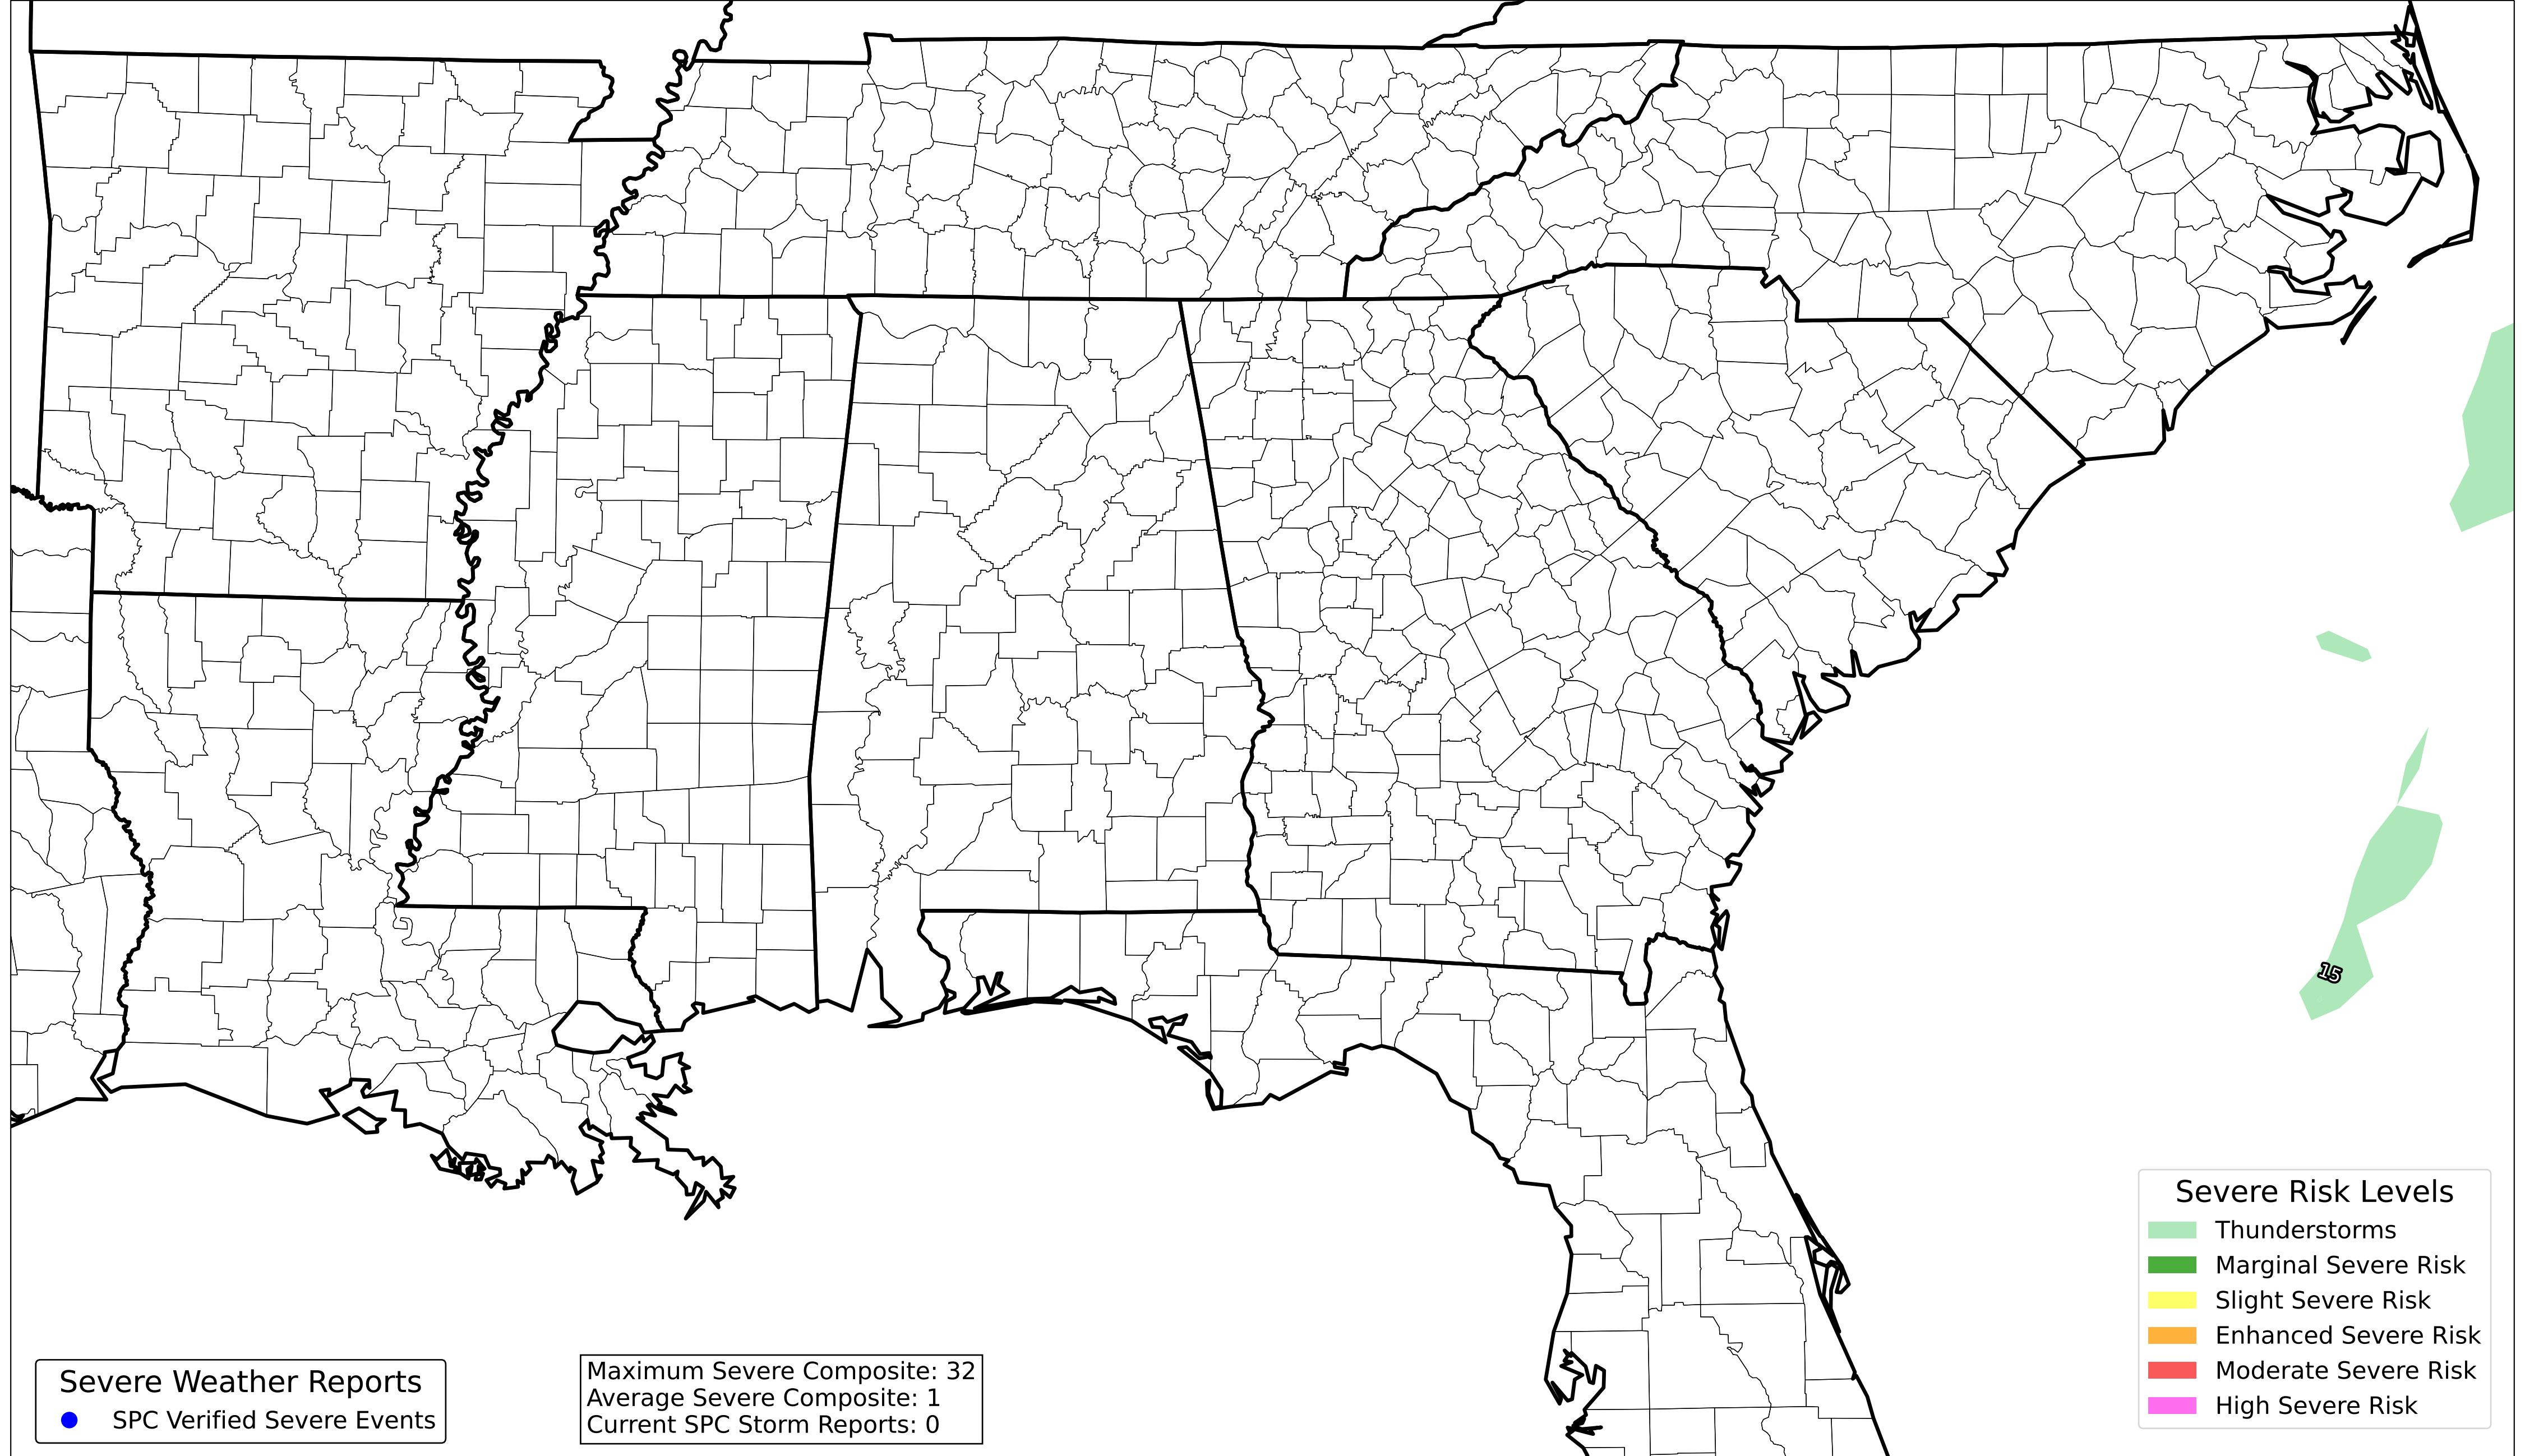 15
Severe Risk Levels
Thunderstorms
Marginal Severe Risk
Slight Severe Risk
Enhanced Severe Risk
Moderate Severe Risk
High Severe Risk
Severe Weather Reports
SPC Verified Severe Events
Maximum Severe Composite: 32
Average Severe Composite: 1
Current SPC Storm Reports: 0